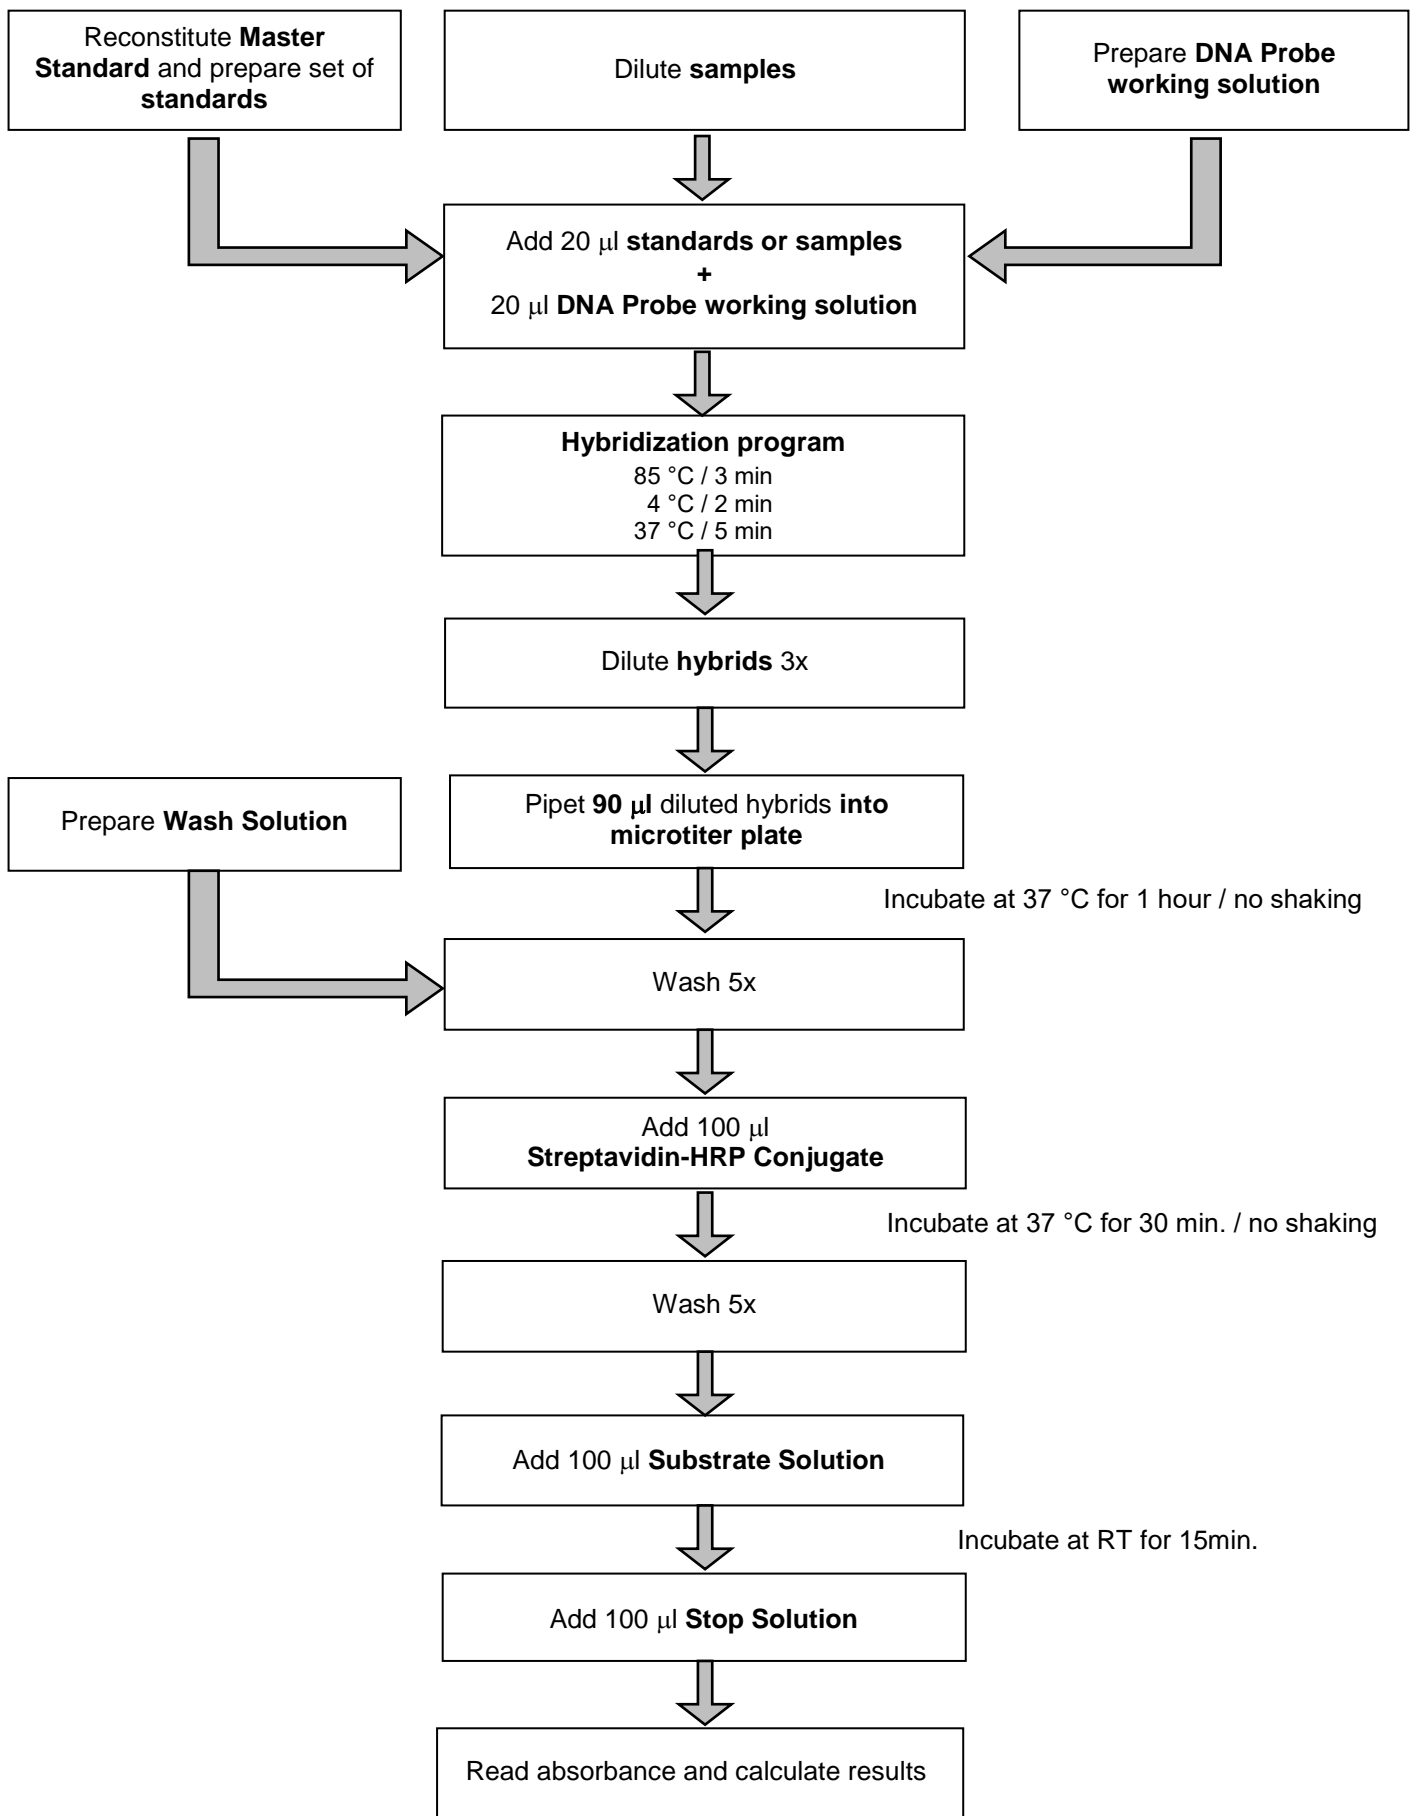 Reconstitute Master
Standard and prepare set of
standards
Dilute samples
Prepare DNA Probe
working solution
Add 20 μl standards or samples
+
20 μl DNA Probe working solution
Hybridization program
85 °C / 3 min
4 °C / 2 min
37 °C / 5 min
Dilute hybrids 3x
Prepare Wash Solution
Pipet 90 μl diluted hybrids into
microtiter plate
Incubate at 37 °C for 1 hour / no shaking
Wash 5x
Add 100 μl
Streptavidin-HRP Conjugate
Incubate at 37 °C for 30 min. / no shaking
Wash 5x
Add 100 μl Substrate Solution
Incubate at RT for 15min.
Add 100 μl Stop Solution
Read absorbance and calculate results